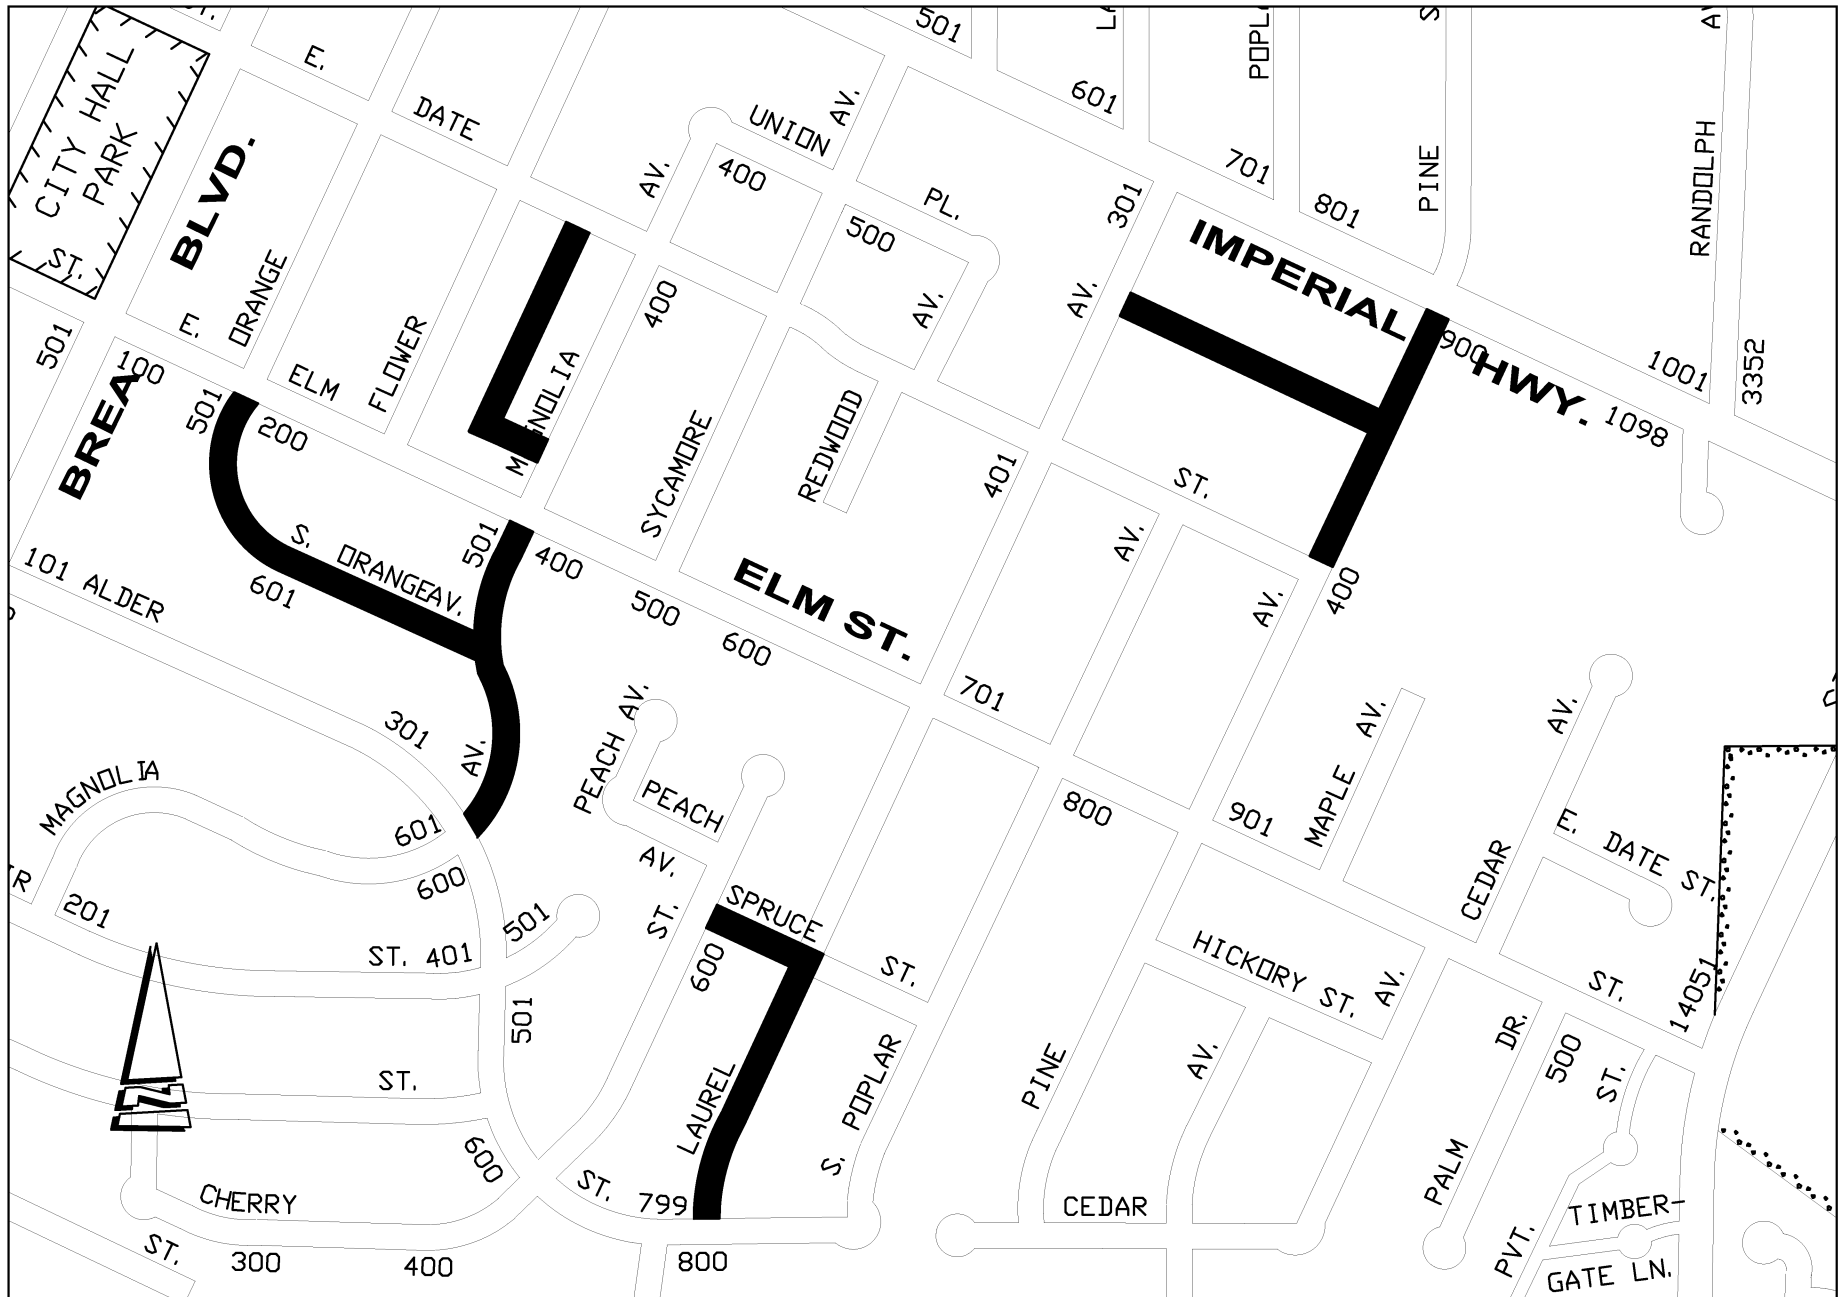 ST.
501
LA
POPL
PINE S
AV
E.
CITY HALL
PARK
ST.
DATE
UNION
AV.
AV.
601
400
PL.
701
301
801
500
RANDOLPH
BLVD.
IMPERIAL
HWY.
E.
ORANGE
AV.
AV.
400
501
100
BREA
ELM
FLOWER
MAGNOLIA
900
1001
3352
1098
501
200
SYCAMORE
REDWOOD
401
ST.
AV.
501
400
S. ORANGE AV.
101 ALDER
601
500
ELM ST.
600
AV.
400
701
PEACH AV.
301
AV.
MAGNOLIA
PEACH
AV.
601
800
901
MAPLE AV.
AV.
E. DATE ST.
CEDAR
IR
600
201
501
ST. 401
ST.
SPRUCE
ST.
600
HICKORY ST.
AV.
ST.
14051
501
ST.
LAUREL
S. POPLAR
PINE
AV.
DR.
500
ST.
600
CHERRY
ST.
799
CEDAR
PALM
PVT.
TIMBER-
GATE LN.
ST.
300
400
800
N